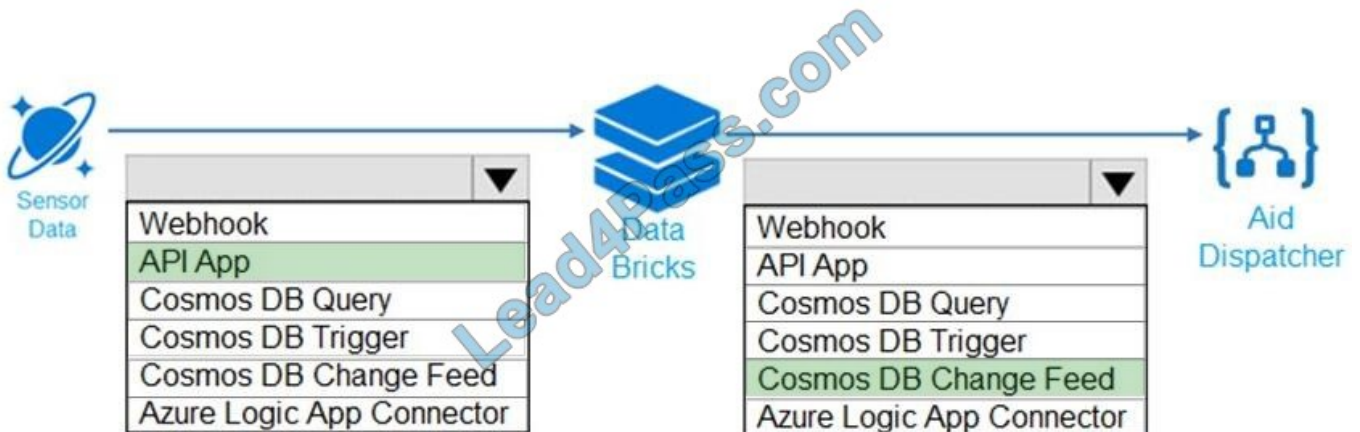 Sensor
Data
Webhook
API App
Cosmos DB Query
Cosmos DB Trigger
Cosmos DB Change Feed
Azure Logic App Connector
Data
Bricks
Webhook
API App
Cosmos DB Query
Cosmos DB Trigger
Cosmos DB Change Feed
Azure Logic App Connector
Aid
Dispatcher
Lead4Pass.com